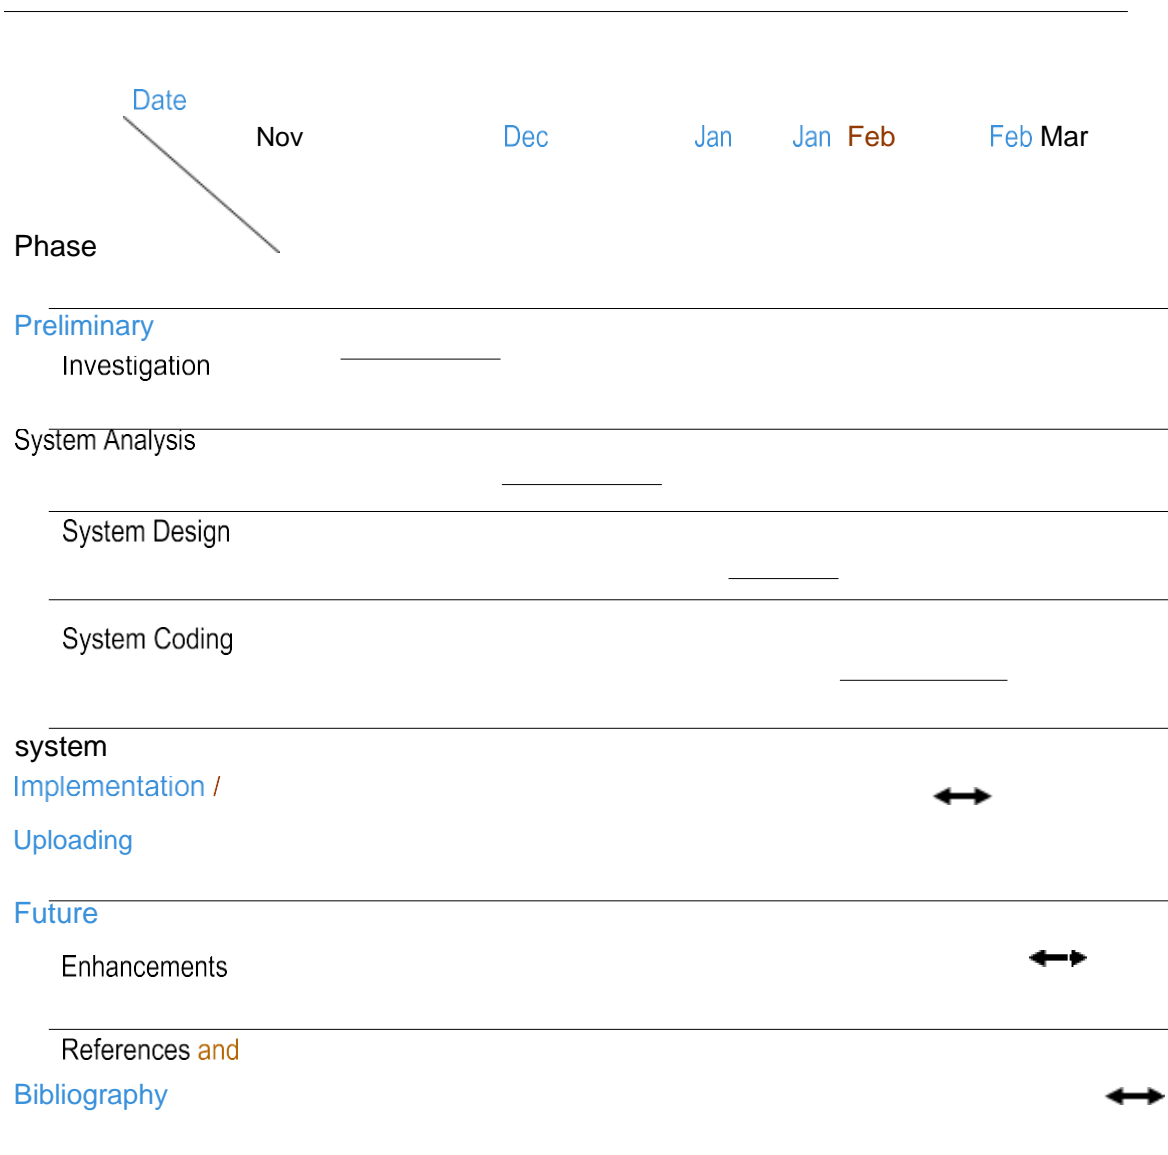 Date
Nov Dec Jan Jan Feb Feb Mar
Phase
Preliminary
Investigation
System Analysis
System Design
System Coding
system
Implementation /
Uploading
Future
Enhancements
References and
Bibliography